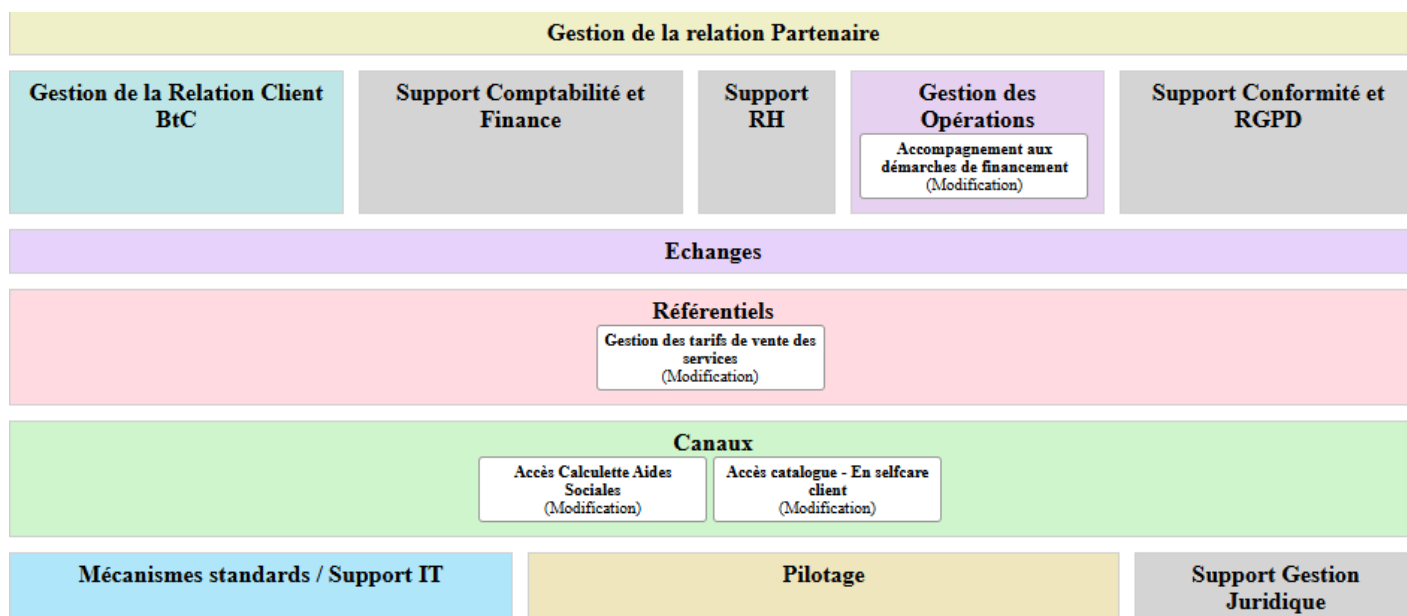 Gestion de la relation Partenaire
Gestion de la Relation Client
BtC
Support Comptabilité et
Finance
Support
RH
Gestion des
Opérations
Accompagnement aux
démarches de financement
(Modification)
Support Conformité et
RGPD
Echanges
Référentiels
Gestion des tarifs de vente des
services
(Modification)
Canaux
Accès Calculette Aides
Sociales
(Modification)
Accès catalogue - En selfcare
client
(Modification)
Mécanismes standards / Support IT
Pilotage
Support Gestion
Juridique